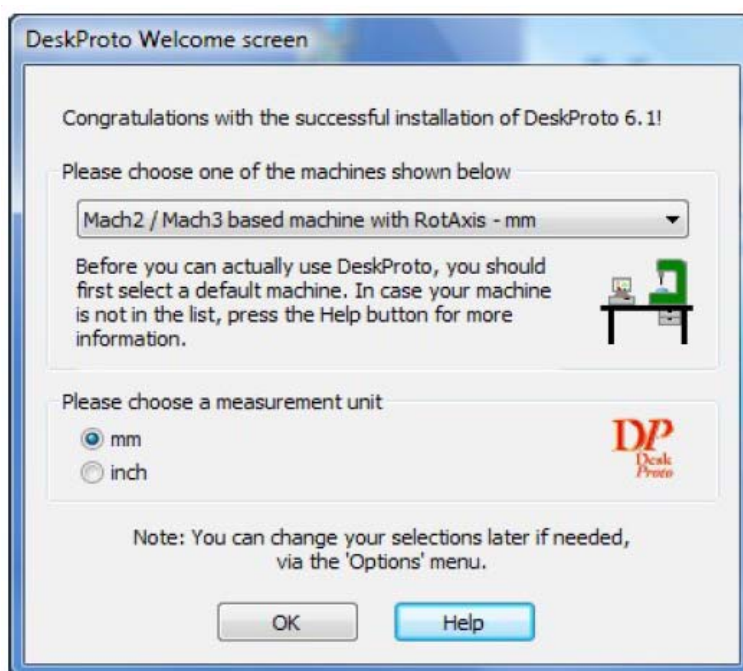 DeskProto Welcome screen
Congratulations with the successful installation of DeskProto 6.1!
Please choose one of the machines shown below
Mach2 / Mach3 based machine with RotAxis - mm
Before you can actually use DeskProto, you should
first select a default machine. In case your machine
is not in the list, press the Help button for more
information.
Please choose a measurement unit
mm
inch
DP
Desk
Proto
Note: You can change your selections later if needed,
via the 'Options' menu.
OK
Help